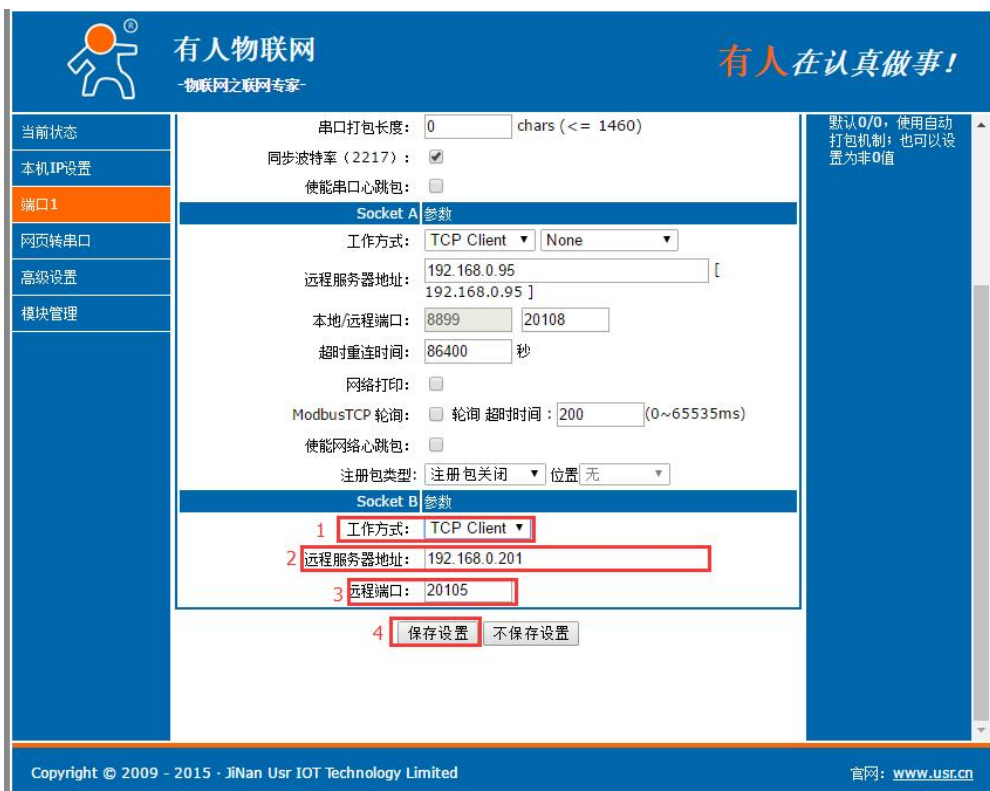 ®
有人物联网
-物联网之联网专家-
有人在认真做事！
当前状态
本机IP设置
端口1
网页转串口
高级设置
模块管理
串口打包长度： 0 chars (<= 1460)
同步波特率（2217）：
使能串口心跳包：
Socket A 参数
工作方式： TCP Client None
远程服务器地址： 192.168.0.95 [
192.168.0.95 ]
本地/远程端口： 8899 20108
超时重连时间： 86400 秒
网络打印：
ModbusTCP 轮询： 轮询 超时时间：200 (0~65535ms)
使能网络心跳包：
注册包类型： 注册包关闭 位置 无
Socket B 参数
1 工作方式： TCP Client
2 远程服务器地址： 192.168.0.201
3 远程端口： 20105
4 保存设置 不保存设置
默认0/0，使用自动
打包机制；也可以设
置为非0值
Copyright © 2009 - 2015 · JiNan Usr IOT Technology Limited
官网：www.usr.cn